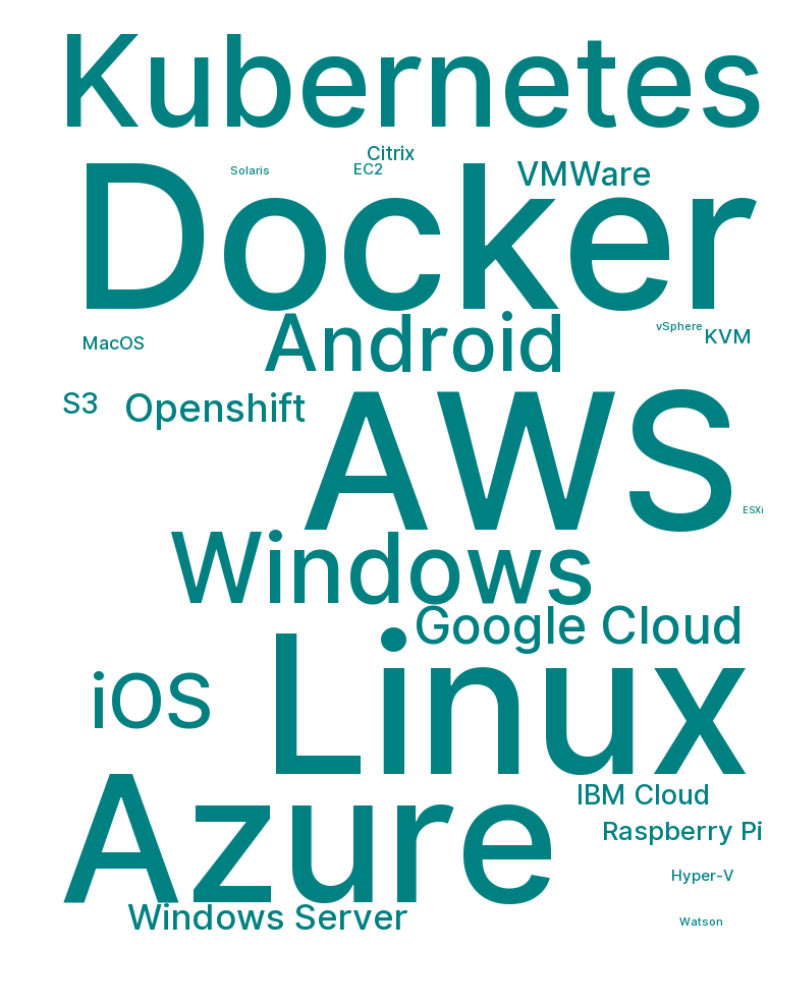 Kubernetes
Citrix
Solaris
EC2
VMWare
Docker
Android
vSphere
KVM
MacOS
S3
Openshift
AWS
ESXi
Windows
Google Cloud
Linux
iOS
Azure
IBM Cloud
Raspberry Pi
Hyper-V
Windows Server
Watson